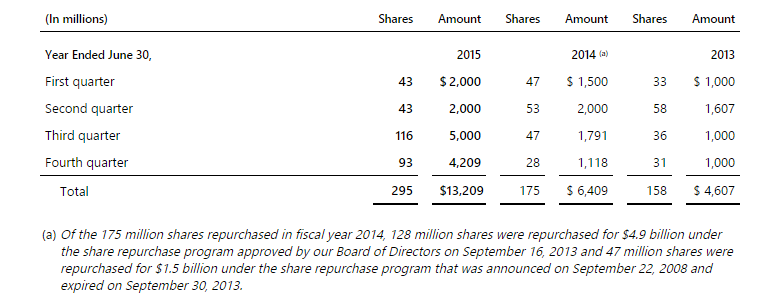 (In millions) Shares Amount Shares Amount Shares Amount
Year Ended June 30, 2015 2014 (a) 2013
First quarter 43 $ 2,000 47 $ 1,500 33 $ 1,000
Second quarter 43 2,000 53 2,000 58 1,607
Third quarter 116 5,000 47 1,791 36 1,000
Fourth quarter 93 4,209 28 1,118 31 1,000
Total 295 $13,209 175 $ 6,409 158 $ 4,607
(a) Of the 175 million shares repurchased in fiscal year 2014, 128 million shares were repurchased for $4.9 billion under
the share repurchase program approved by our Board of Directors on September 16, 2013 and 47 million shares were
repurchased for $1.5 billion under the share repurchase program that was announced on September 22, 2008 and
expired on September 30, 2013.